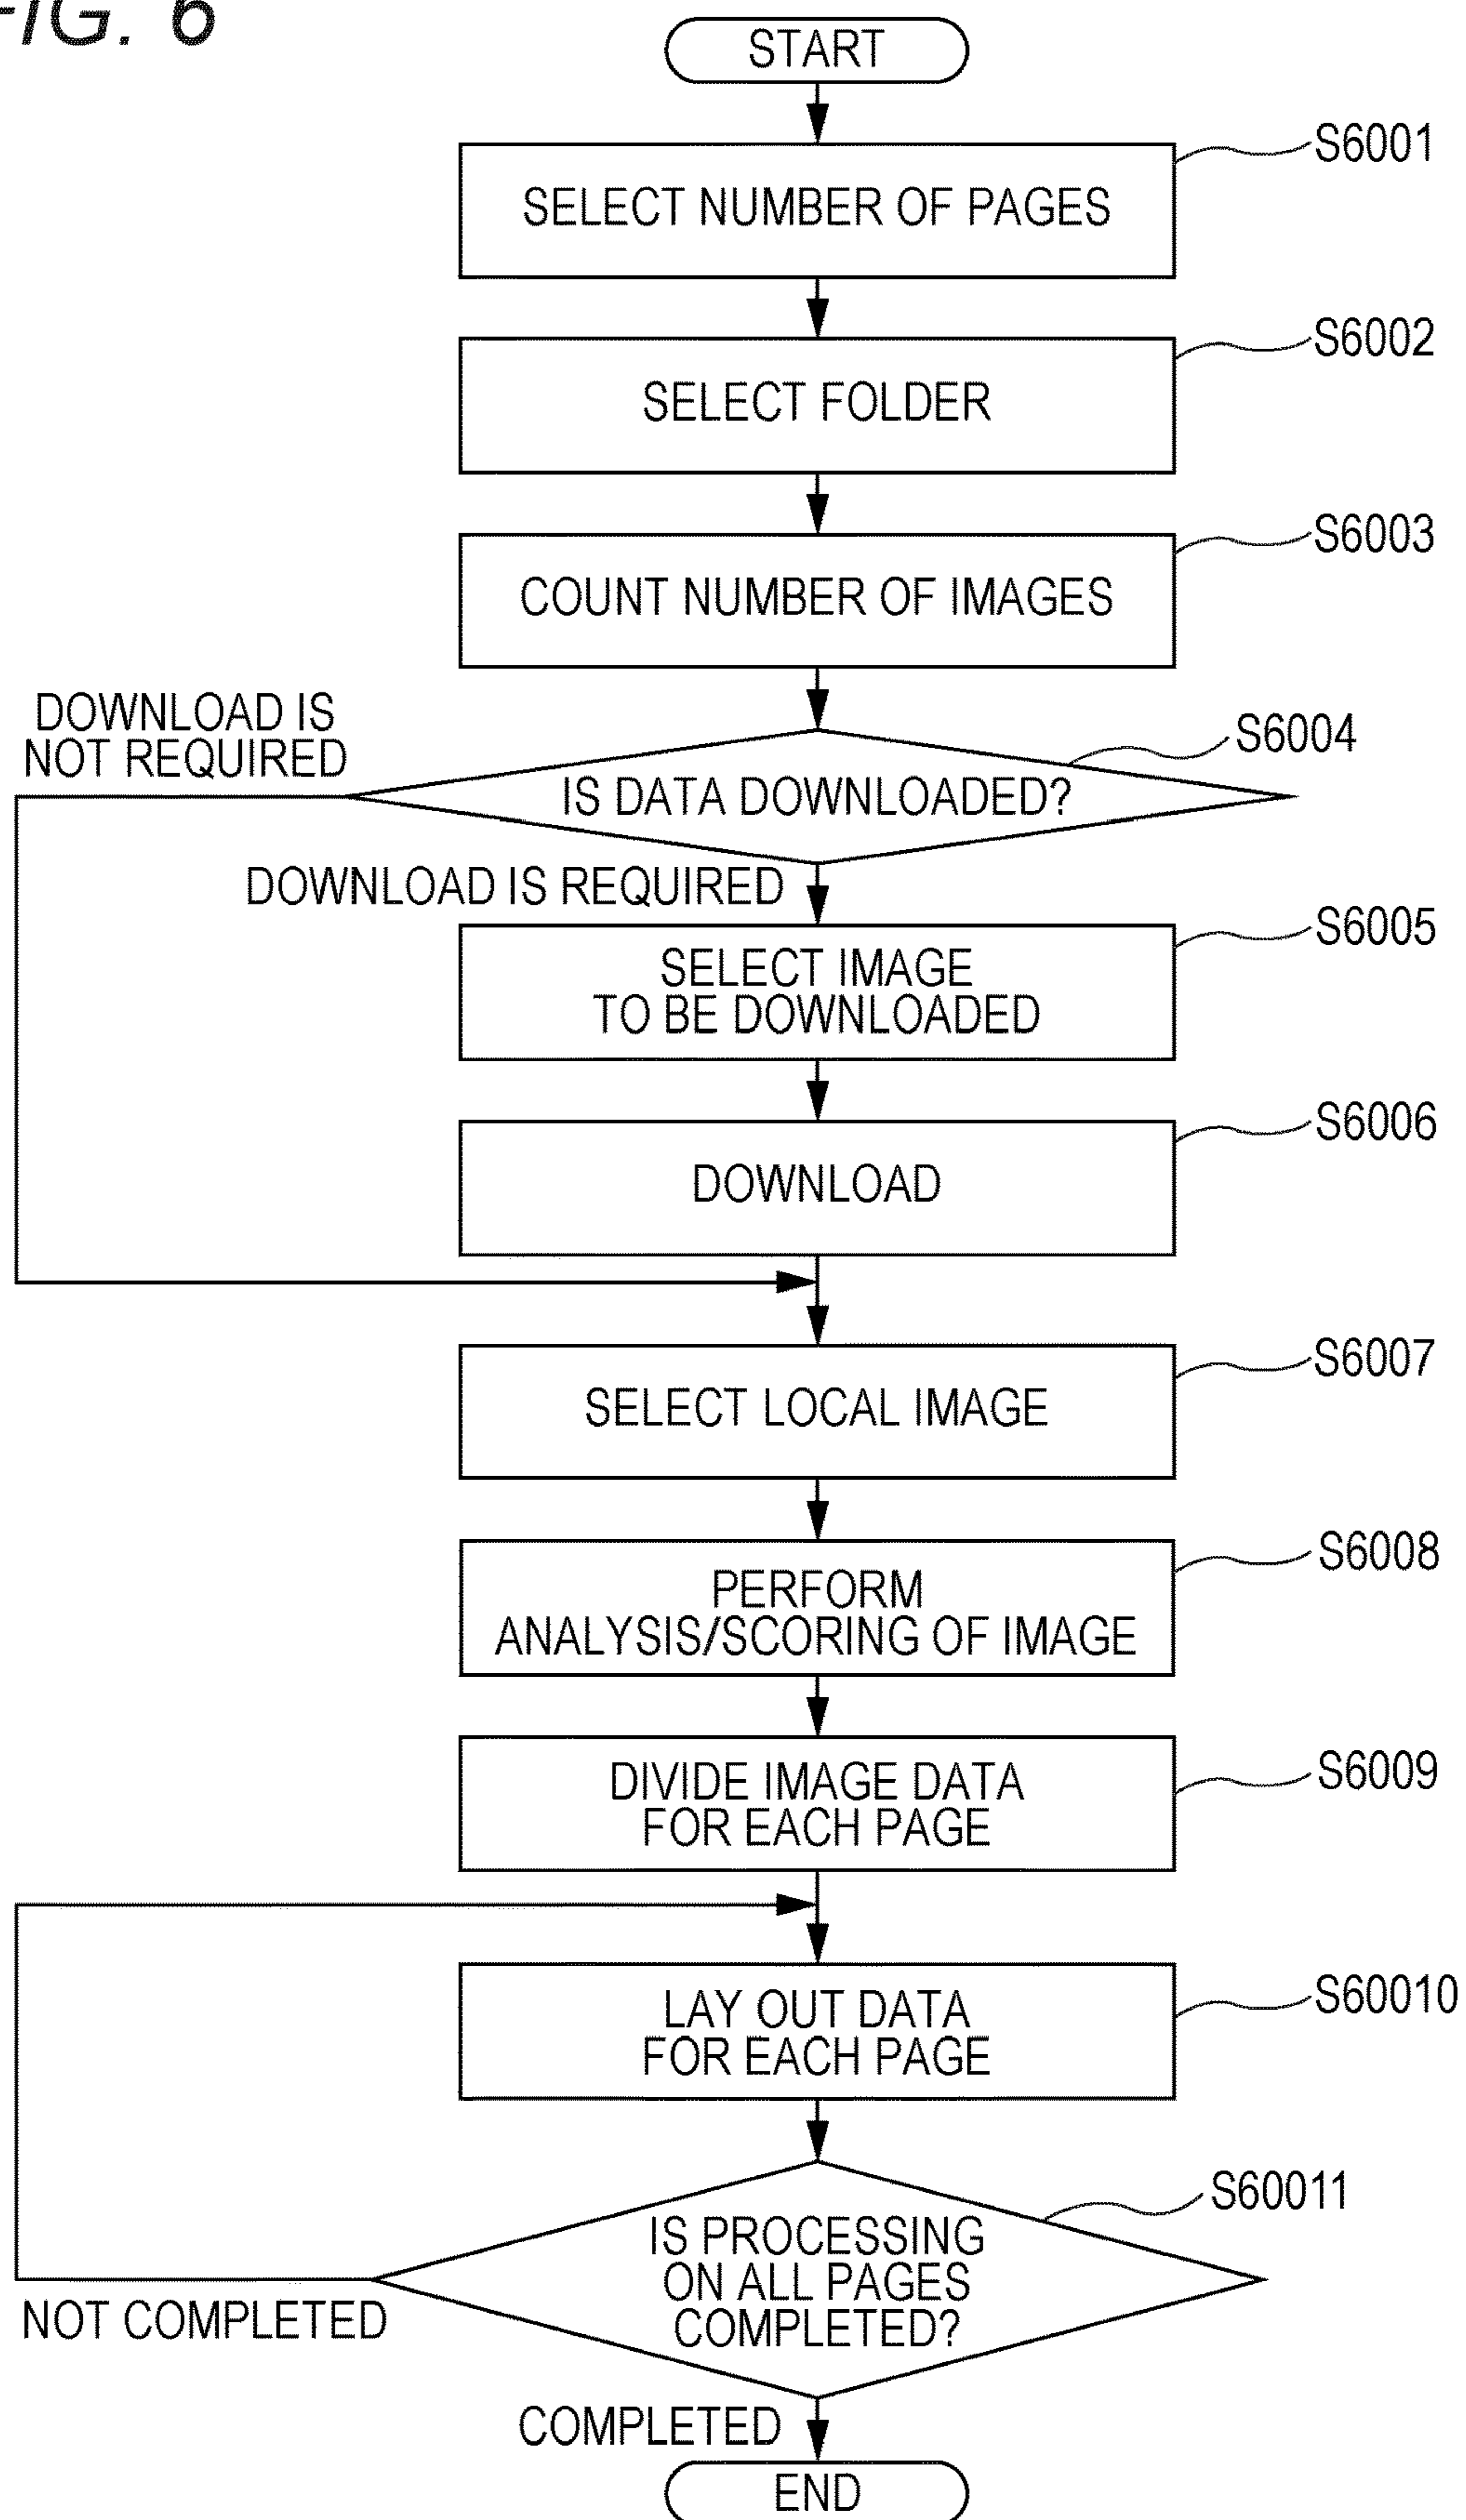 FIG. 6
START
S6001
SELECT NUMBER OF PAGES
S6002
SELECT FOLDER
S6003
COUNT NUMBER OF IMAGES
DOWNLOAD IS
NOT REQUIRED
S6004
IS DATA DOWNLOADED?
DOWNLOAD IS REQUIRED
S6005
SELECT IMAGE
TO BE DOWNLOADED
S6006
DOWNLOAD
S6007
SELECT LOCAL IMAGE
S6008
PERFORM
ANALYSIS/SCORING OF IMAGE
S6009
DIVIDE IMAGE DATA
FOR EACH PAGE
S60010
LAY OUT DATA
FOR EACH PAGE
S60011
IS PROCESSING
ON ALL PAGES
COMPLETED?
NOT COMPLETED
COMPLETED
END